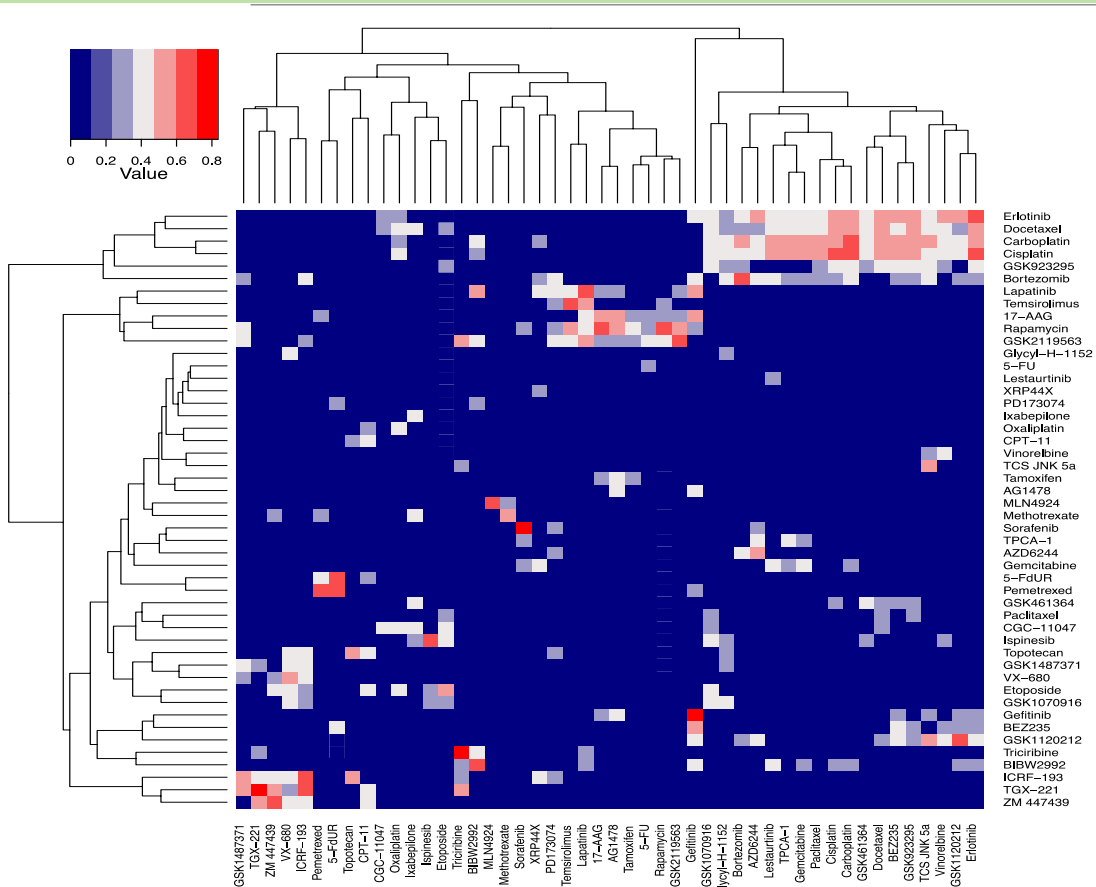 0 0.2 0.4 0.6 0.8
Value
Erlotinib
Docetaxel
Carboplatin
Cisplatin
GSK923295
Bortezomib
Lapatinib
Temsirolimus
17-AAG
Rapamycin
GSK2119563
Glycyl-H-1152
5-FU
Lestaurtinib
XRP44X
PD173074
Ixabepilone
Oxaliplatin
CPT-11
Vinorelbine
TCS JNK 5a
Tamoxifen
AG1478
MLN4924
Methotrexate
Sorafenib
TPCA-1
AZD6244
Gemcitabine
5-FdUR
Pemetrexed
GSK461364
Paclitaxel
CGC-11047
Ispinesib
Topotecan
GSK1487371
VX-680
Etoposide
GSK1070916
Gefitinib
BEZ235
GSK1120212
Triciribine
BIBW2992
ICRF-193
TGX-221
ZM 447439
GSK1487371
TGX-221
ZM 447439
VX-680
ICRF-193
Pemetrexed
5-FdUR
Topotecan
CPT-11
CGC-11047
Oxaliplatin
Ixabepilone
Ispinesib
Etoposide
Triciribine
BIBW2992
MLN4924
Methotrexate
Sorafenib
XRP44X
PD173074
Temsirolimus
Lapatinib
17-AAG
AG1478
Tamoxifen
5-FU
Rapamycin
GSK2119563
Gefitinib
GSK1070916
lycyl-H-1152
Bortezomib
AZD6244
Lestaurtinib
TPCA-1
Gemcitabine
Paclitaxel
Cisplatin
Carboplatin
GSK461364
Docetaxel
BEZ235
GSK923295
TCS JNK 5a
Vinorelbine
GSK1120212
Erlotinib